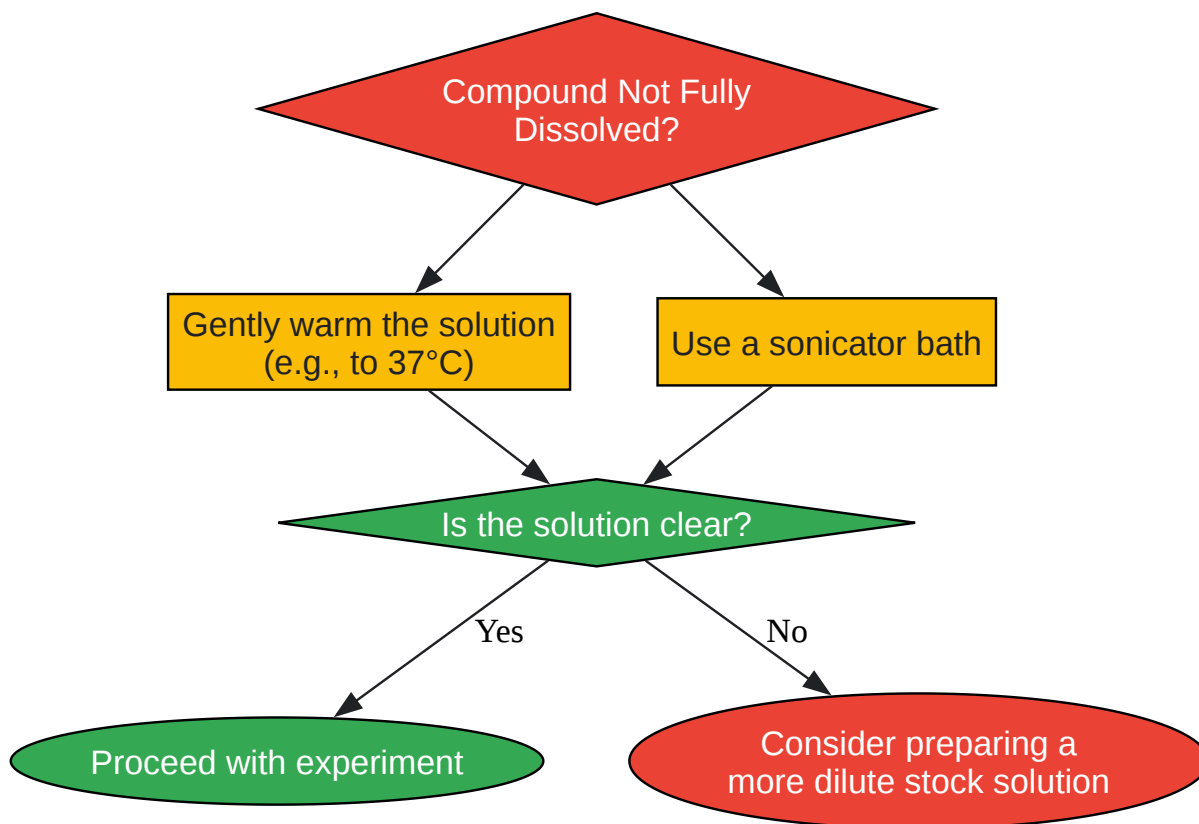 Compound Not Fully
Dissolved?
Gently warm the solution
(e.g., to 37°C)
Use a sonicator bath
Is the solution clear?
Yes
No
Proceed with experiment
Consider preparing a
more dilute stock solution